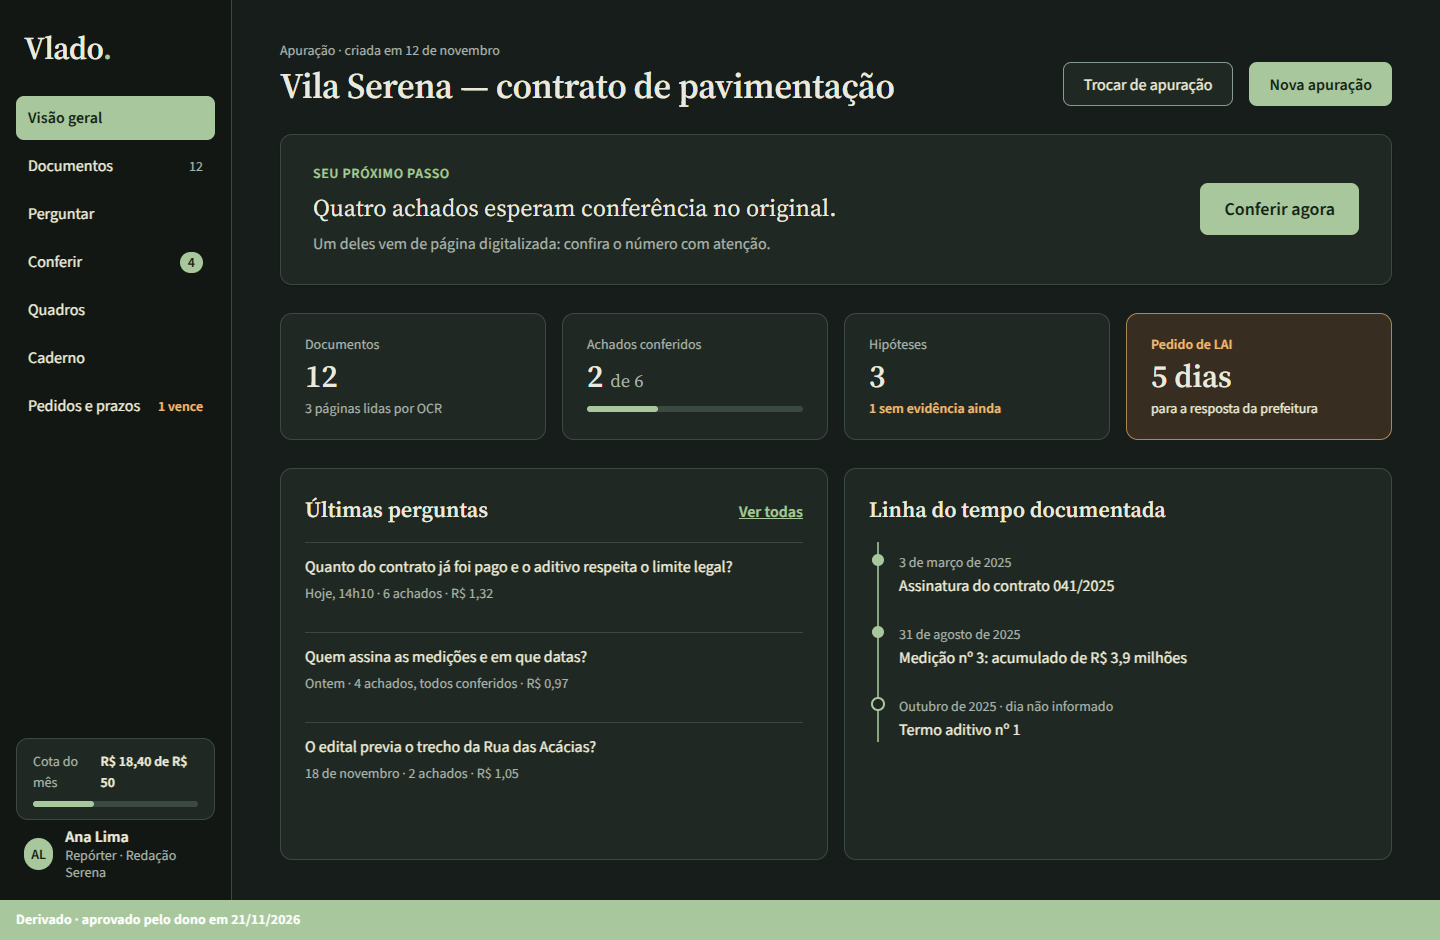 Vlado.
Visão geral
Documentos 12
Perguntar
Conferir 4
Quadros
Caderno
Pedidos e prazos 1 vence
Cota do mês R$ 18,40 de R$ 50
AL
Ana Lima
Repórter · Redação
Serena
Apuração · criada em 12 de novembro
Vila Serena — contrato de pavimentação
Trocar de apuração
Nova apuração
SEU PRÓXIMO PASSO
Quatro achados esperam conferência no original.
Um deles vem de página digitalizada: confira o número com atenção.
Conferir agora
Documentos
12
3 páginas lidas por OCR
Achados conferidos
2 de 6
Hipóteses
3
1 sem evidência ainda
Pedido de LAI
5 dias
para a resposta da prefeitura
Últimas perguntas
Ver todas
Quanto do contrato já foi pago e o aditivo respeita o limite legal?
Hoje, 14h10 · 6 achados · R$ 1,32
Quem assina as medições e em que datas?
Ontem · 4 achados, todos conferidos · R$ 0,97
O edital previa o trecho da Rua das Acácias?
18 de novembro · 2 achados · R$ 1,05
Linha do tempo documentada
3 de março de 2025
Assinatura do contrato 041/2025
31 de agosto de 2025
Medição nº 3: acumulado de R$ 3,9 milhões
Outubro de 2025 · dia não informado
Termo aditivo nº 1
Derivado · aprovado pelo dono em 21/11/2026